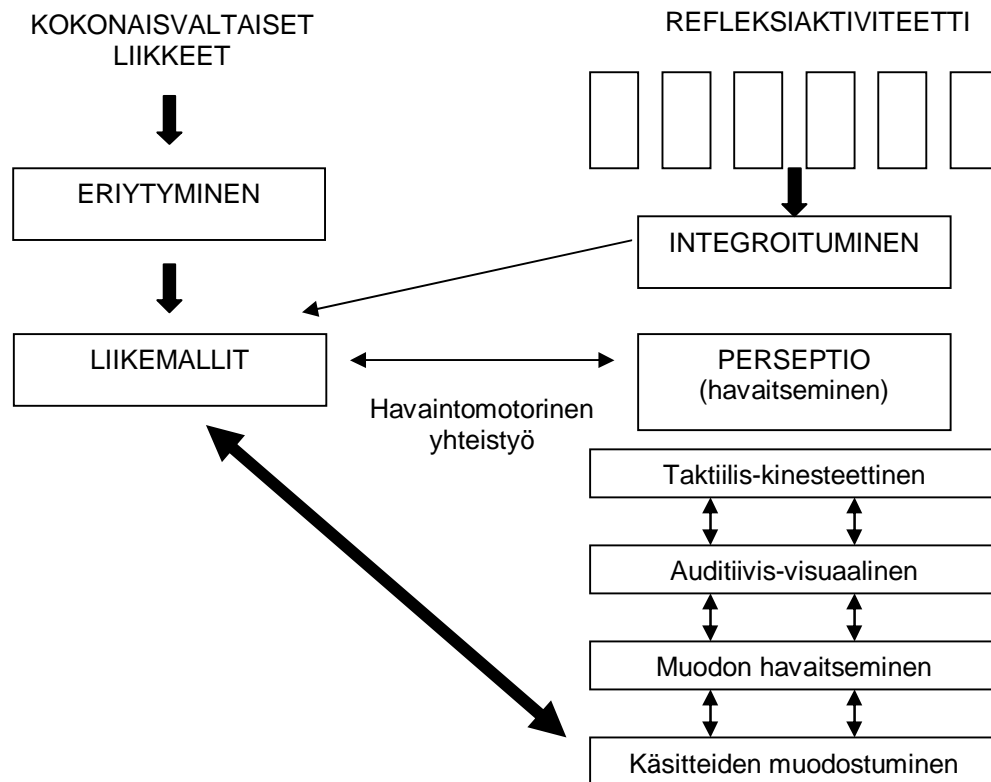 KOKONAISVALTAISET
LIIKKEET
REFLEKSIAKTIVITEETTI
ERIYTYMINEN
INTEGROITUMINEN
LIIKEMALLIT
PERSEPTIO
(havaitseminen)
Havaintomotorinen
yhteistyö
Taktiilis-kinesteettinen
Auditiivis-visuaalinen
Muodon havaitseminen
Käsitteiden muodostuminen